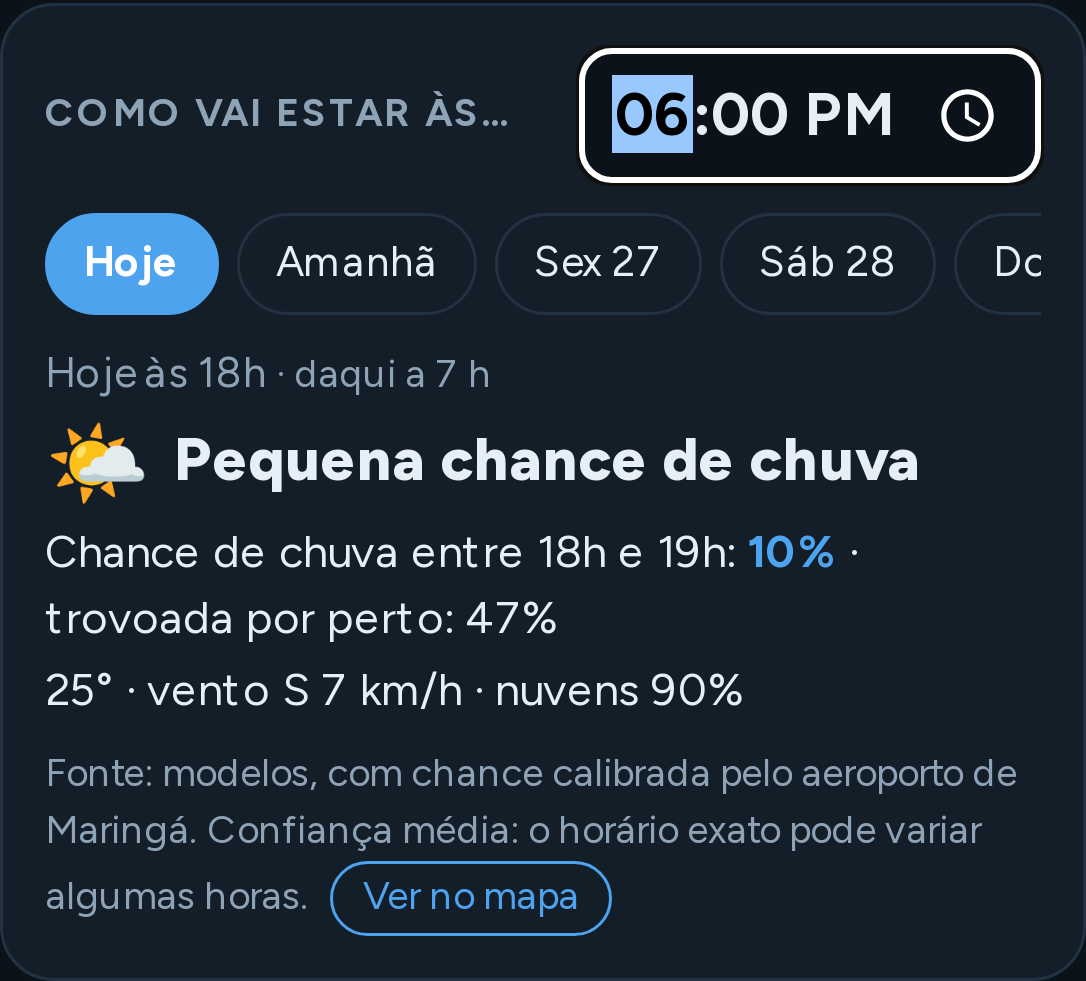 COMO VAI ESTAR ÀS...
06:00 PM
Hoje Amanhã Sex 27 Sáb 28
Hoje às 18h · daqui a 7 h
Pequena chance de chuva
Chance de chuva entre 18h e 19h: 10% ·
trovoada por perto: 47%
25° · vento S 7 km/h · nuvens 90%
Fonte: modelos, com chance calibrada pelo aeroporto de
Maringá. Confiança média: o horário exato pode variar
algumas horas. Ver no mapa